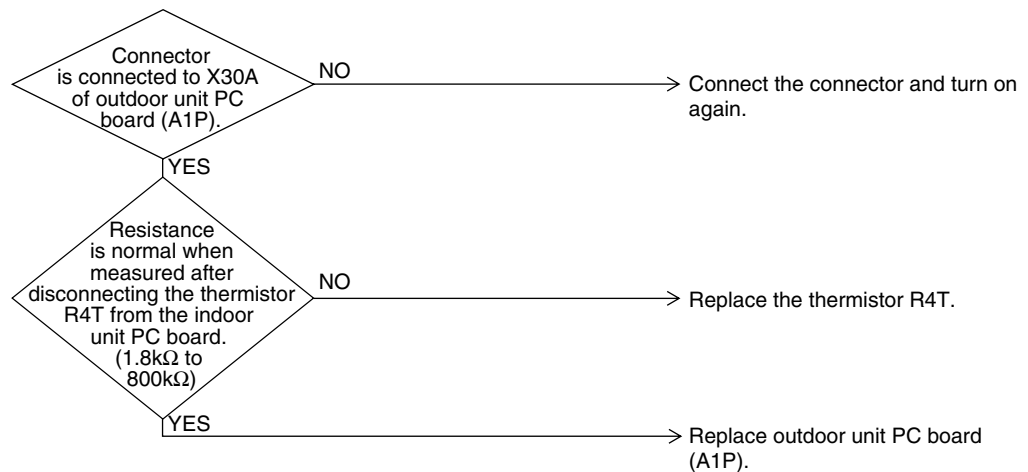 Connector
is connected to X30A
of outdoor unit PC
board (A1P).
NO
Connect the connector and turn on
again.
YES
Resistance
is normal when
measured after
disconnecting the thermistor
R4T from the indoor
unit PC board.
(1.8kΩ to
800kΩ)
NO
Replace the thermistor R4T.
YES
Replace outdoor unit PC board
(A1P).